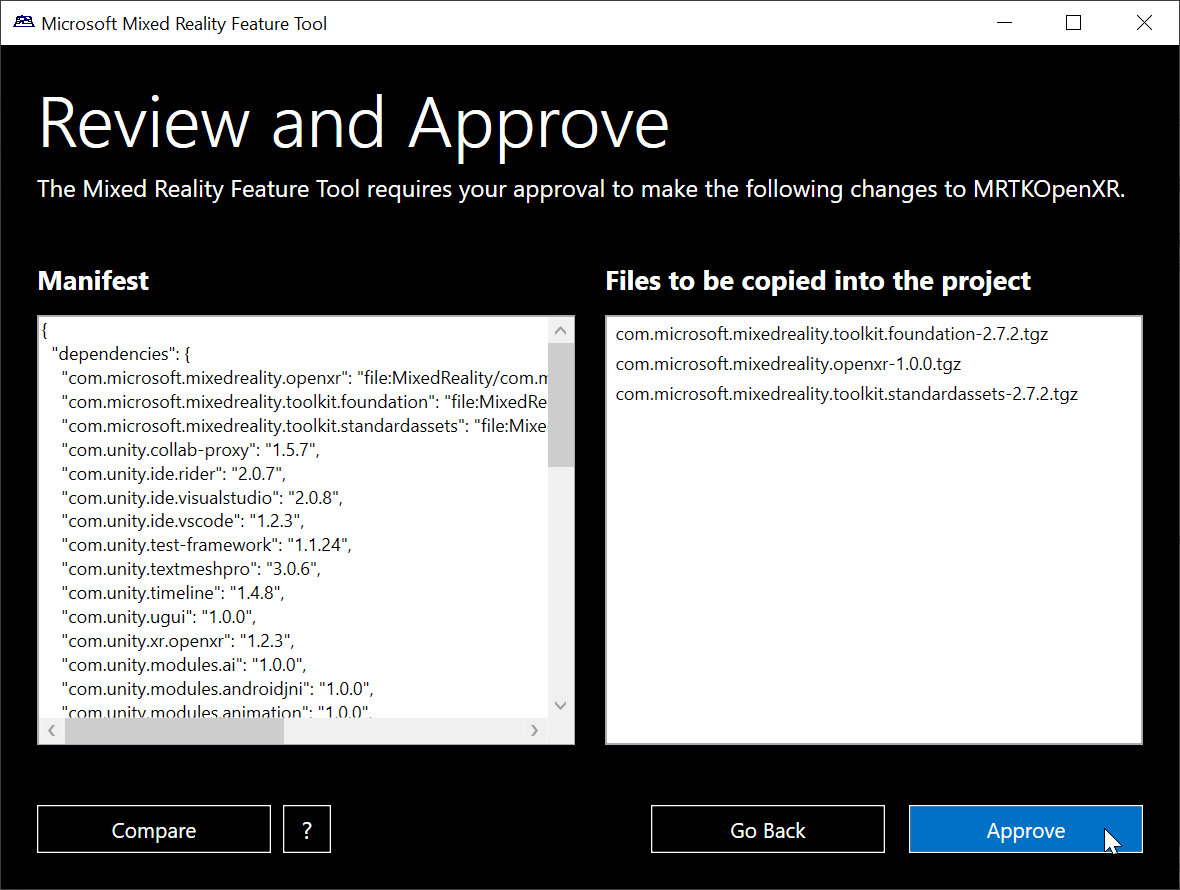 Microsoft Mixed Reality Feature Tool
Review and Approve
The Mixed Reality Feature Tool requires your approval to make the following changes to MRTKOpenXR.
Manifest
{
"dependencies": {
"com.microsoft.mixedreality.openxr": "file:MixedReality/com.m
"com.microsoft.mixedreality.toolkit.foundation": "file:MixedRe
"com.microsoft.mixedreality.toolkit.standardassets": "file:Mixe
"com.unity.collab-proxy": "1.5.7",
"com.unity.ide.rider": "2.0.7",
"com.unity.ide.visualstudio": "2.0.8",
"com.unity.ide.vscode": "1.2.3",
"com.unity.test-framework": "1.1.24",
"com.unity.textmeshpro": "3.0.6",
"com.unity.timeline": "1.4.8",
"com.unity.ugui": "1.0.0",
"com.unity.xr.openxr": "1.2.3",
"com.unity.modules.ai": "1.0.0",
"com.unity.modules.androidjni": "1.0.0",
"com.unity.modules.animation": "1.0.0",
Files to be copied into the project
com.microsoft.mixedreality.toolkit.foundation-2.7.2.tgz
com.microsoft.mixedreality.openxr-1.0.0.tgz
com.microsoft.mixedreality.toolkit.standardassets-2.7.2.tgz
Compare
?
Go Back
Approve